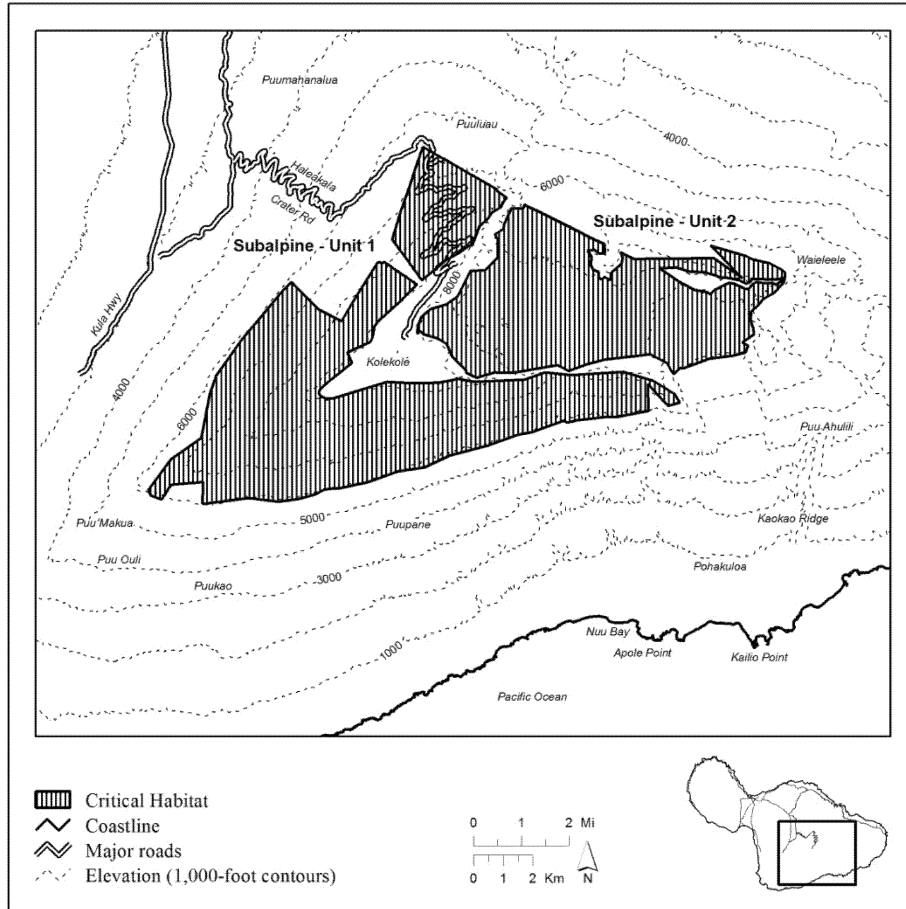 Puumahanalua
Puuluau
4000
Haleakala
Crater Rd
6000
Subalpine - Unit 1
Subalpine - Unit 2
Waieleele
8000
Kula Hwy
Kolekole
4000
6000
Puu Ahulili
Puu Makua
5000
Puupane
Kaokao Ridge
Puu Ouli
Pohakuloa
Puukao
3000
1000
Nuu Bay
Apole Point
Kailio Point
Pacific Ocean
Critical Habitat
Coastline
Major roads
Elevation (1,000-foot contours)
0 1 2 Mi
0 1 2 Km
N